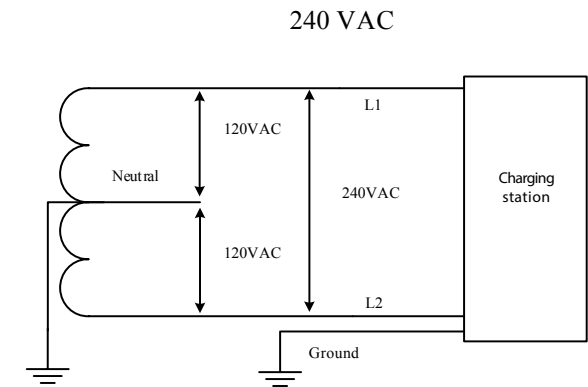 240 VAC
L1
120VAC
Neutral
240VAC
Charging
station
120VAC
L2
Ground